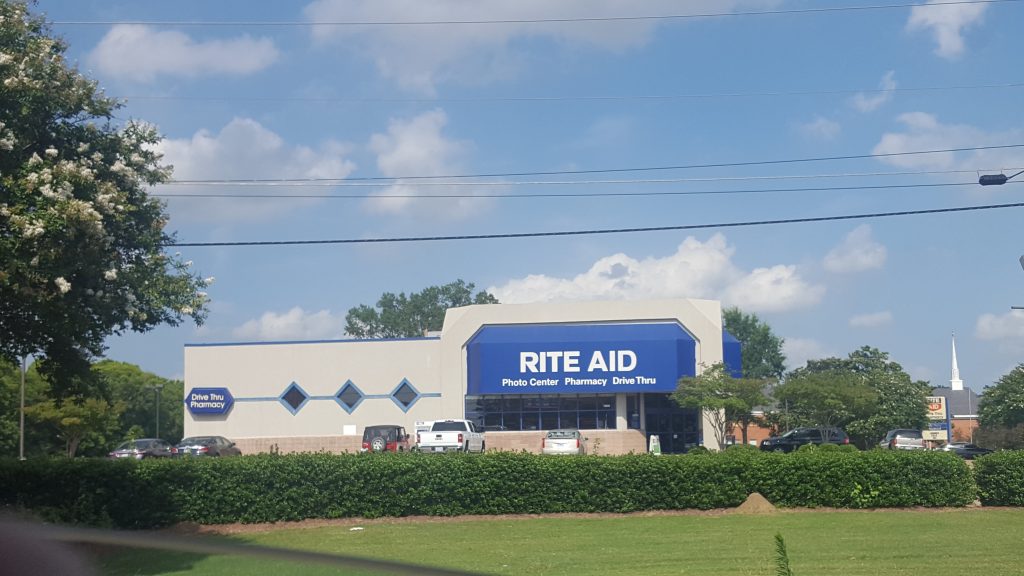 RITE AID
Photo Center Pharmacy Drive Thru
Drive Thru
Pharmacy